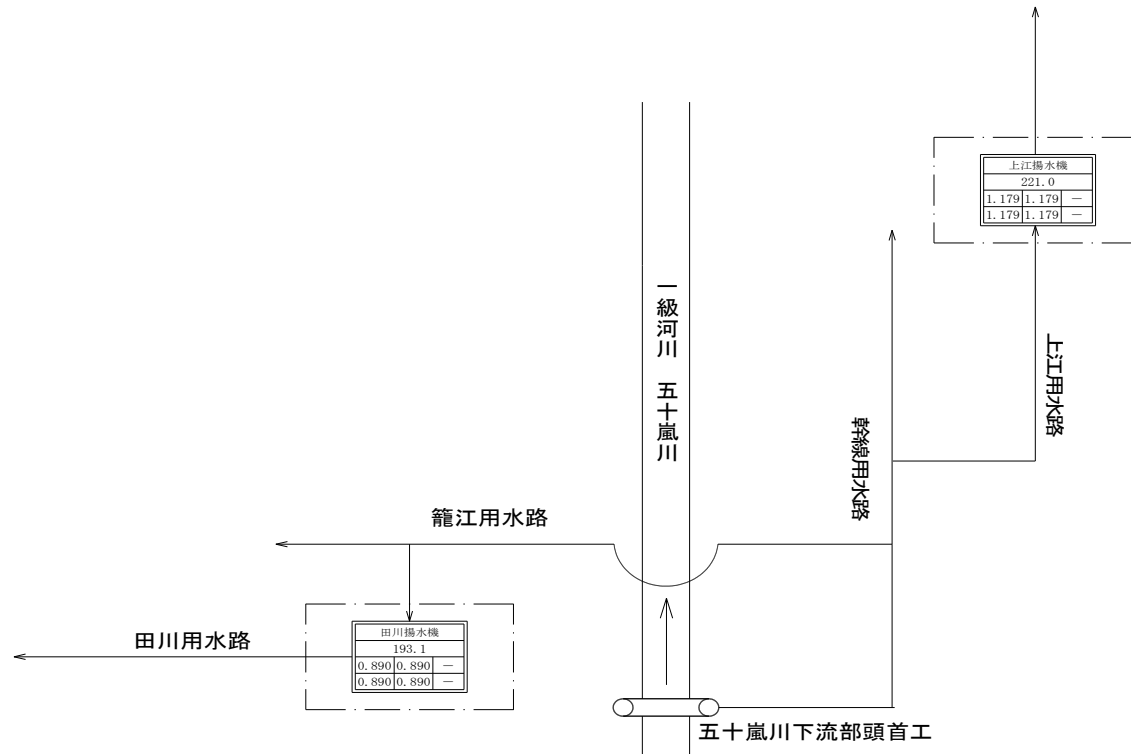 上江揚水機
221.0
1.179 1.179 －
1.179 1.179 －
一級河川　五十嵐川
上江用水路
幹線用水路
籠江用水路
田川用水路
田川揚水機
193.1
0.890 0.890 －
0.890 0.890 －
五十嵐川下流部頭首工